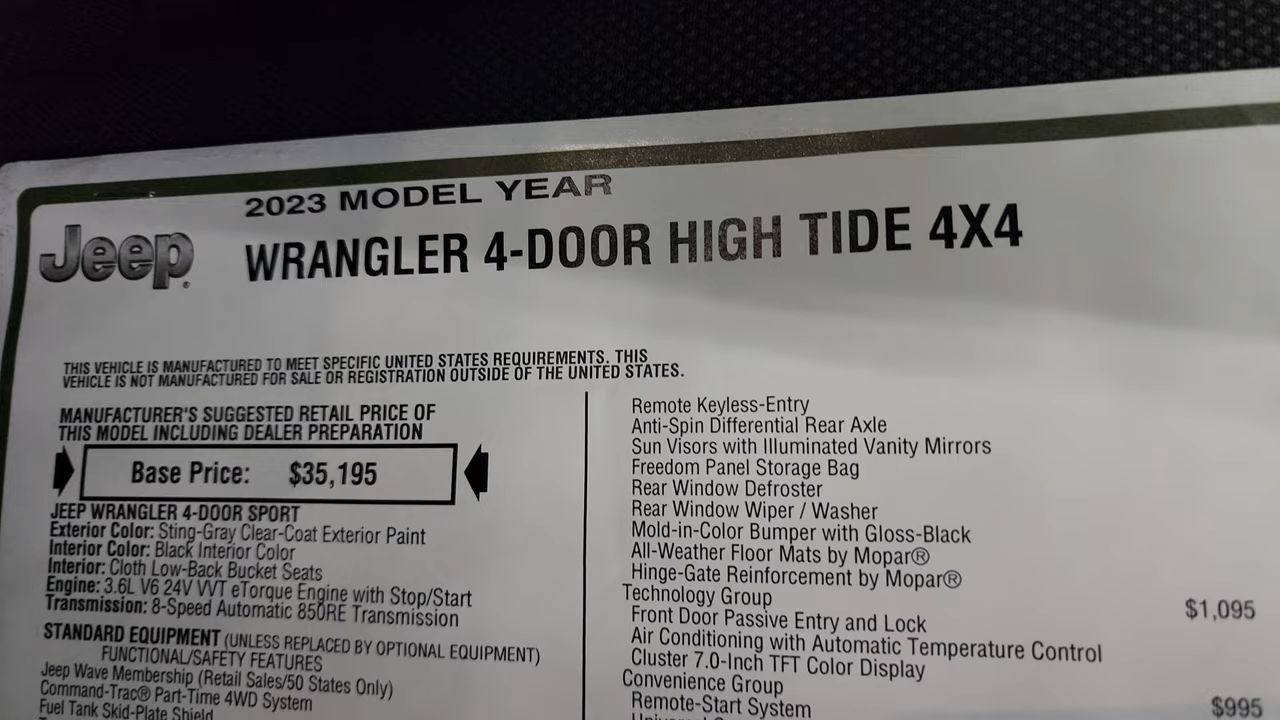 2023 MODEL YEAR
Jeep
WRANGLER 4-DOOR HIGH TIDE 4X4
THIS VEHICLE IS MANUFACTURED TO MEET SPECIFIC UNITED STATES REQUIREMENTS. THIS
VEHICLE IS NOT MANUFACTURED FOR SALE OR REGISTRATION OUTSIDE OF THE UNITED STATES.
MANUFACTURER'S SUGGESTED RETAIL PRICE OF
THIS MODEL INCLUDING DEALER PREPARATION
Base Price: $35,195
JEEP WRANGLER 4-DOOR SPORT
Exterior Color: Sting-Gray Clear-Coat Exterior Paint
Interior Color: Black Interior Color
Interior: Cloth Low-Back Bucket Seats
Engine: 3.6L V6 24V VVT eTorque Engine with Stop/Start
Transmission: 8-Speed Automatic 850RE Transmission
STANDARD EQUIPMENT (UNLESS REPLACED BY OPTIONAL EQUIPMENT)
FUNCTIONAL/SAFETY FEATURES
Jeep Wave Membership (Retail Sales/50 States Only)
Command-Trac® Part-Time 4WD System
Fuel Tank Skid-Plate Shield
Remote Keyless-Entry
Anti-Spin Differential Rear Axle
Sun Visors with Illuminated Vanity Mirrors
Freedom Panel Storage Bag
Rear Window Defroster
Rear Window Wiper / Washer
Mold-in-Color Bumper with Gloss-Black
All-Weather Floor Mats by Mopar®
Hinge-Gate Reinforcement by Mopar®
Technology Group $1,095
Front Door Passive Entry and Lock
Air Conditioning with Automatic Temperature Control
Cluster 7.0-Inch TFT Color Display
Convenience Group $995
Remote-Start System